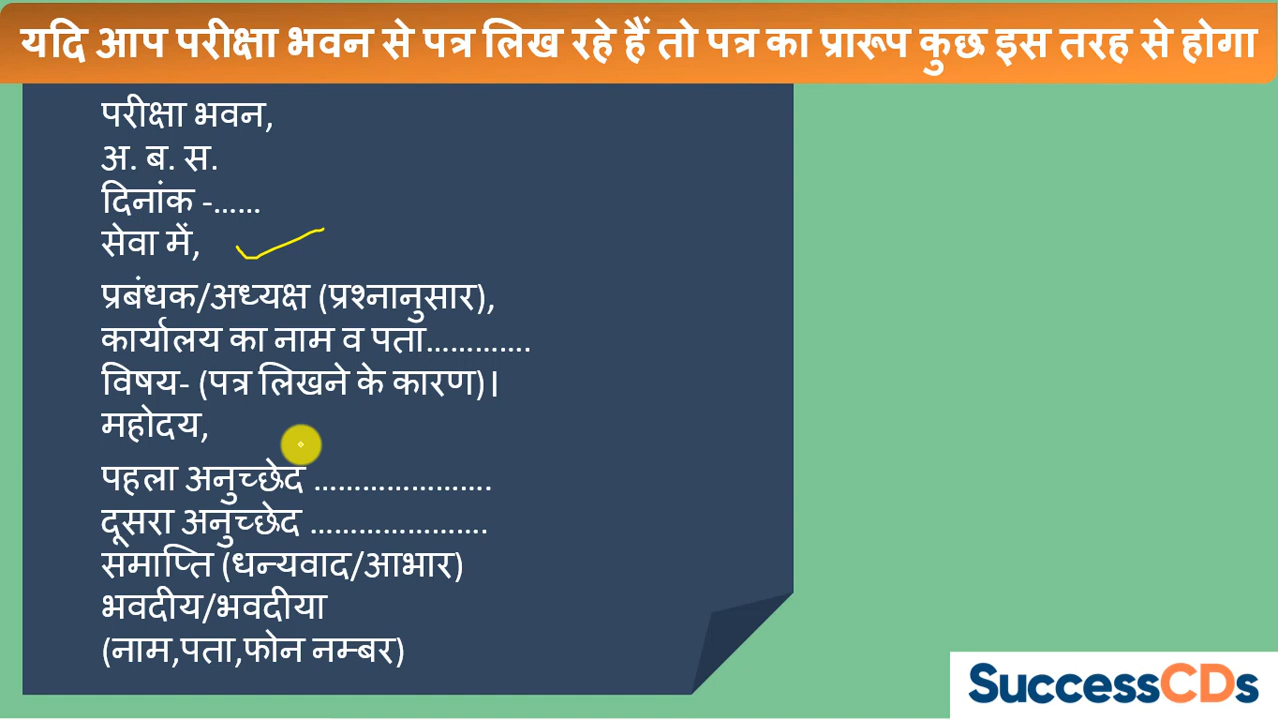 यदि आप परीक्षा भवन से पत्र लिख रहे हैं तो पत्र का प्रारूप कुछ इस तरह से होगा
परीक्षा भवन,
अ. ब. स.
दिनांक -......
सेवा में,
प्रबंधक/अध्यक्ष (प्रश्नानुसार),
कार्यालय का नाम व पता.............
विषय- (पत्र लिखने के कारण)।
महोदय,
पहला अनुच्छेद ......................
दूसरा अनुच्छेद ......................
समाप्ति (धन्यवाद/आभार)
भवदीय/भवदीया
(नाम,पता,फोन नम्बर)
SuccessCDs